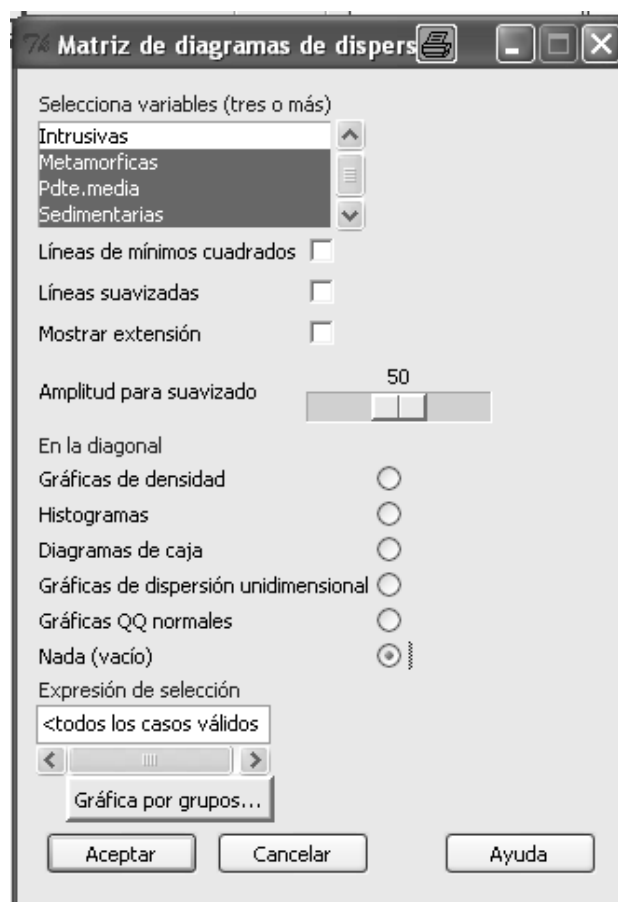 Matriz de diagramas de dispers
Selecciona variables (tres o más)
Intrusivas
Metamorficas
Pdte.media
Sedimentarias
Líneas de mínimos cuadrados
Líneas suavizadas
Mostrar extensión
50
Amplitud para suavizado
En la diagonal
Gráficas de densidad
Histogramas
Diagramas de caja
Gráficas de dispersión unidimensional
Gráficas QQ normales
Nada (vacío)
Expresión de selección
<todos los casos válidos
Gráfica por grupos...
Aceptar Cancelar Ayuda